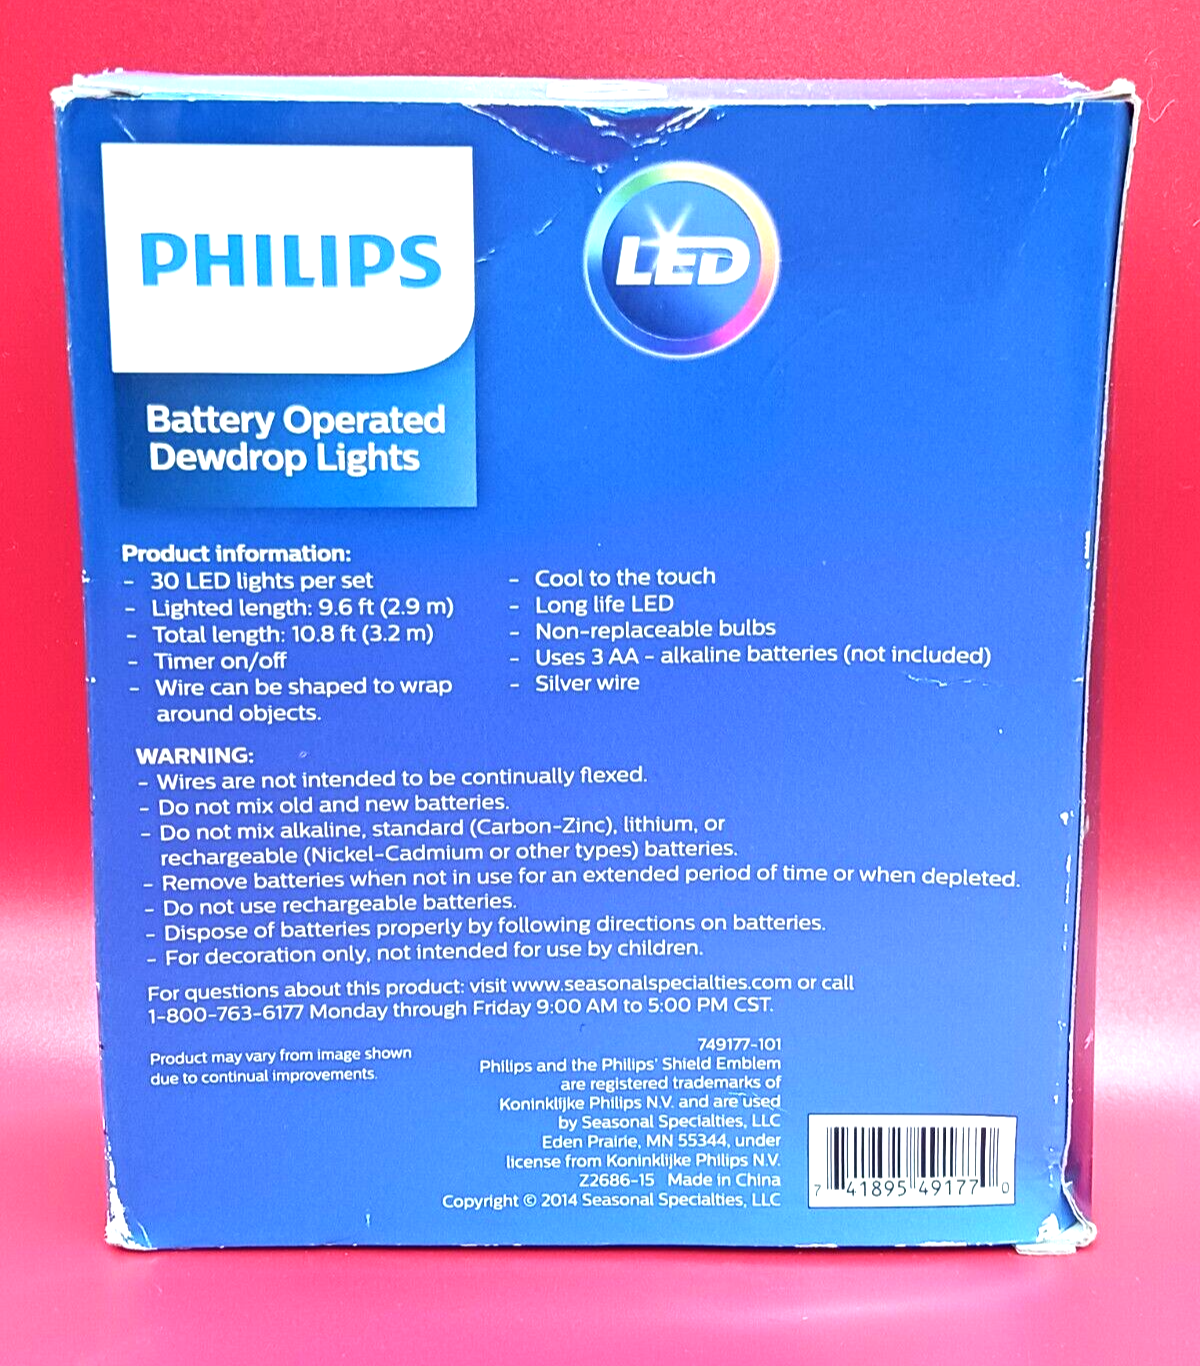 PHILIPS
LED
Battery Operated
Dewdrop Lights
Product information:
- 30 LED lights per set
- Lighted length: 9.6 ft (2.9 m)
- Total length: 10.8 ft (3.2 m)
- Timer on/off
- Wire can be shaped to wrap
around objects.
- Cool to the touch
- Long life LED
- Non-replaceable bulbs
- Uses 3 AA - alkaline batteries (not included)
- Silver wire
WARNING:
- Wires are not intended to be continually flexed.
- Do not mix old and new batteries.
- Do not mix alkaline, standard (Carbon-Zinc), lithium, or
rechargeable (Nickel-Cadmium or other types) batteries.
- Remove batteries when not in use for an extended period of time or when depleted.
- Do not use rechargeable batteries.
- Dispose of batteries properly by following directions on batteries.
- For decoration only, not intended for use by children.
For questions about this product: visit www.seasonalspecialties.com or call
1-800-763-6177 Monday through Friday 9:00 AM to 5:00 PM CST.
Product may vary from image shown
due to continual improvements.
749177-101
Philips and the Philips' Shield Emblem
are registered trademarks of
Koninklijke Philips N.V. and are used
by Seasonal Specialties, LLC
Eden Prairie, MN 55344, under
license from Koninklijke Philips N.V.
Z2686-15 Made in China
Copyright © 2014 Seasonal Specialties, LLC
7 41895 49177 0